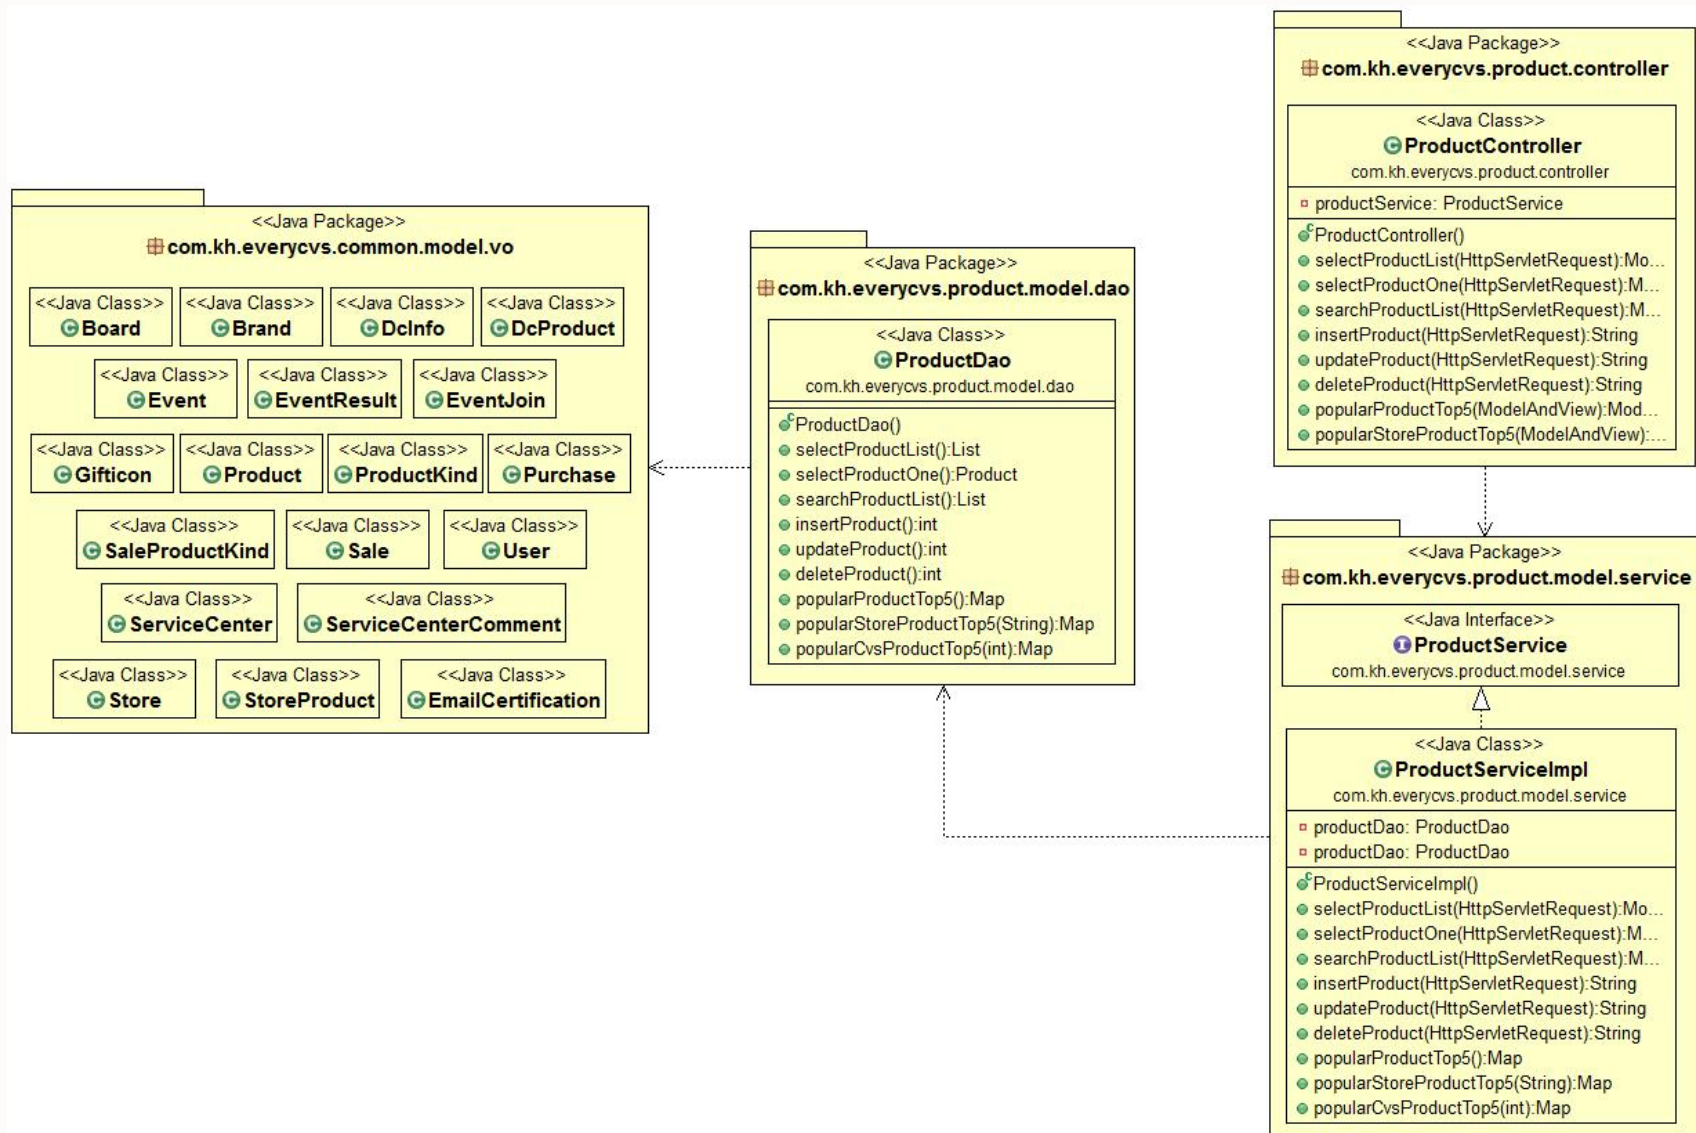 <<Java Package>>
com.kh.everycvs.common.model.vo
<<Java Class>> <<Java Class>> <<Java Class>> <<Java Class>>
Board Brand DcInfo DcProduct
<<Java Class>> <<Java Class>> <<Java Class>>
Event EventResult EventJoin
<<Java Class>> <<Java Class>> <<Java Class>> <<Java Class>>
Gifticon Product ProductKind Purchase
<<Java Class>> <<Java Class>> <<Java Class>>
SaleProductKind Sale User
<<Java Class>> <<Java Class>>
ServiceCenter ServiceCenterComment
<<Java Class>> <<Java Class>> <<Java Class>>
Store StoreProduct EmailCertification
<<Java Package>>
com.kh.everycvs.product.model.dao
<<Java Class>>
ProductDao
com.kh.everycvs.product.model.dao
ProductDao()
selectProductList():List
selectProductOne():Product
searchProductList():List
insertProduct():int
updateProduct():int
deleteProduct():int
popularProductTop5():Map
popularStoreProductTop5(String):Map
popularCvsProductTop5(int):Map
<<Java Package>>
com.kh.everycvs.product.controller
<<Java Class>>
ProductController
com.kh.everycvs.product.controller
productService: ProductService
ProductController()
selectProductList(HttpServletRequest):Mo...
selectProductOne(HttpServletRequest):M...
searchProductList(HttpServletRequest):M...
insertProduct(HttpServletRequest):String
updateProduct(HttpServletRequest):String
deleteProduct(HttpServletRequest):String
popularProductTop5(ModelAndView):Mod...
popularStoreProductTop5(ModelAndView):...
<<Java Package>>
com.kh.everycvs.product.model.service
<<Java Interface>>
ProductService
com.kh.everycvs.product.model.service
<<Java Class>>
ProductServiceImpl
com.kh.everycvs.product.model.service
productDao: ProductDao
productDao: ProductDao
ProductServiceImpl()
selectProductList(HttpServletRequest):Mo...
selectProductOne(HttpServletRequest):M...
searchProductList(HttpServletRequest):M...
insertProduct(HttpServletRequest):String
updateProduct(HttpServletRequest):String
deleteProduct(HttpServletRequest):String
popularProductTop5():Map
popularStoreProductTop5(String):Map
popularCvsProductTop5(int):Map